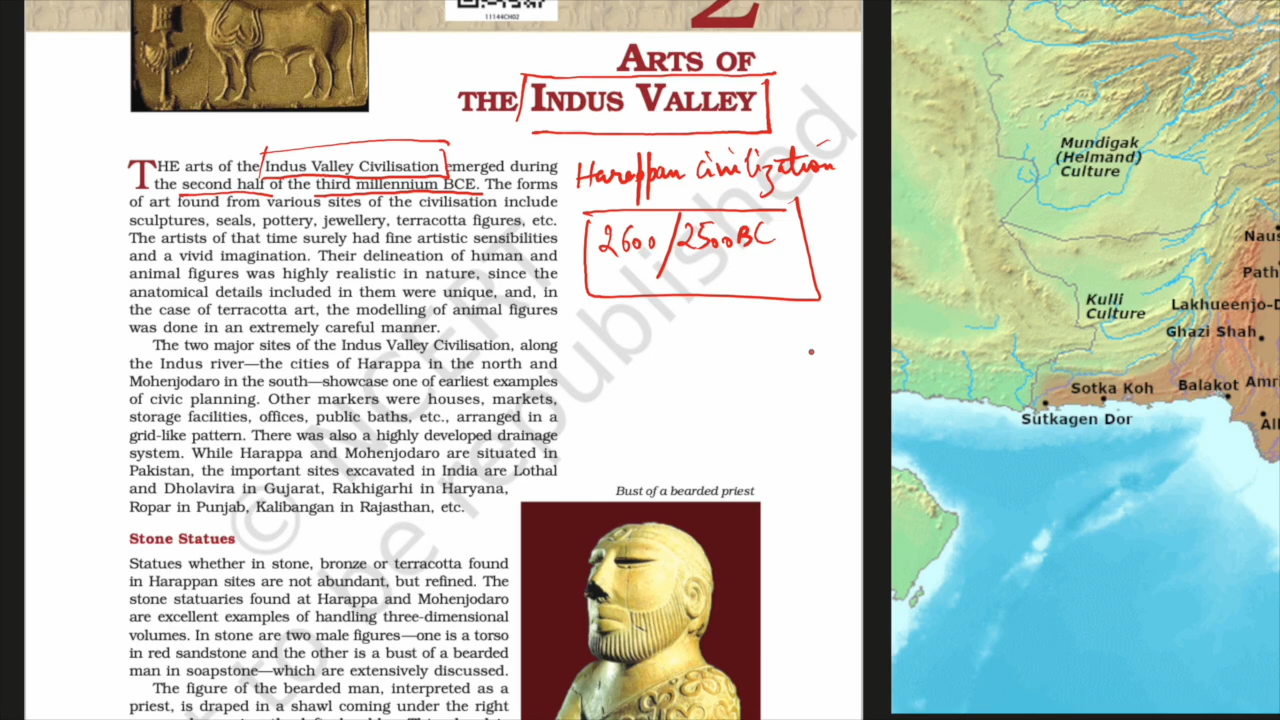 11144CH02
2
ARTS OF
THE INDUS VALLEY
THE arts of the Indus Valley Civilisation emerged during
the second half of the third millennium BCE. The forms
of art found from various sites of the civilisation include
sculptures, seals, pottery, jewellery, terracotta figures, etc.
The artists of that time surely had fine artistic sensibilities
and a vivid imagination. Their delineation of human and
animal figures was highly realistic in nature, since the
anatomical details included in them were unique, and, in
the case of terracotta art, the modelling of animal figures
was done in an extremely careful manner.
The two major sites of the Indus Valley Civilisation, along
the Indus river—the cities of Harappa in the north and
Mohenjodaro in the south—showcase one of earliest examples
of civic planning. Other markers were houses, markets,
storage facilities, offices, public baths, etc., arranged in a
grid-like pattern. There was also a highly developed drainage
system. While Harappa and Mohenjodaro are situated in
Pakistan, the important sites excavated in India are Lothal
and Dholavira in Gujarat, Rakhigarhi in Haryana,
Ropar in Punjab, Kalibangan in Rajasthan, etc.
Stone Statues
Statues whether in stone, bronze or terracotta found
in Harappan sites are not abundant, but refined. The
stone statuaries found at Harappa and Mohenjodaro
are excellent examples of handling three-dimensional
volumes. In stone are two male figures—one is a torso
in red sandstone and the other is a bust of a bearded
man in soapstone—which are extensively discussed.
The figure of the bearded man, interpreted as a
priest, is draped in a shawl coming under the right
Harappan civilization
2600/2500BC
Bust of a bearded priest
© NCERT
not to be republished
Mundigak
(Helmand)
Culture
Kulli
Culture
Naus
Path
Lakhueenjo-D
Ghazi Shah
Sotka Koh
Balakot
Amr
Sutkagen Dor
All